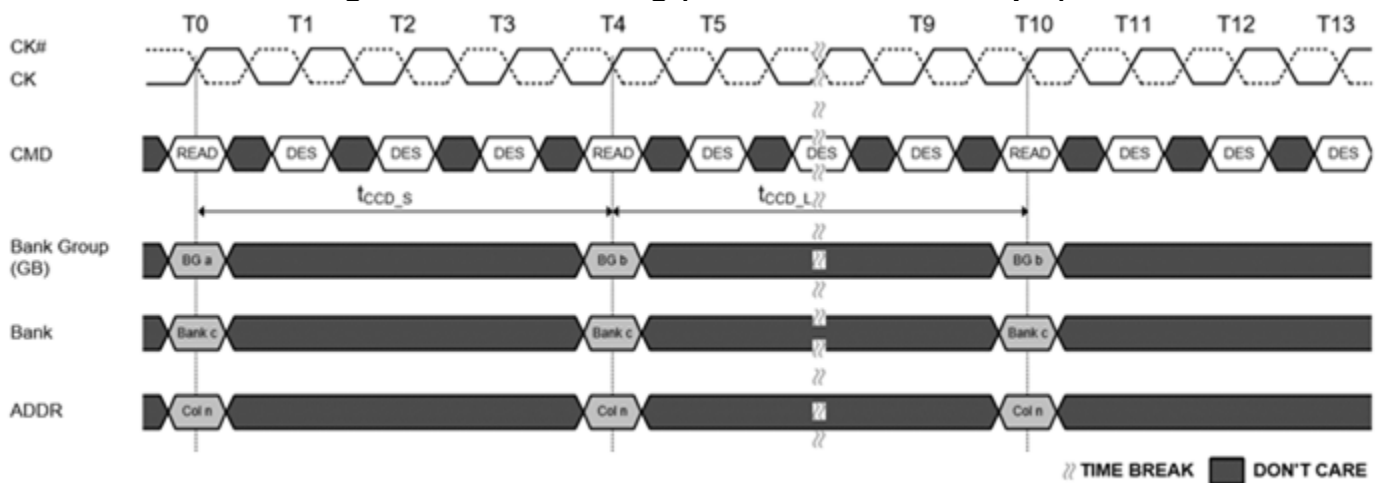 T0 T1 T2 T3 T4 T5 T9 T10 T11 T12 T13
CK#
CK
CMD READ DES DES DES READ DES DES DES READ DES DES DES
tCCD_S tCCD_L
Bank Group
(GB)
BG a BG b BG b
Bank Bank c Bank c Bank c
ADDR Col n Col n Col n
TIME BREAK DON'T CARE